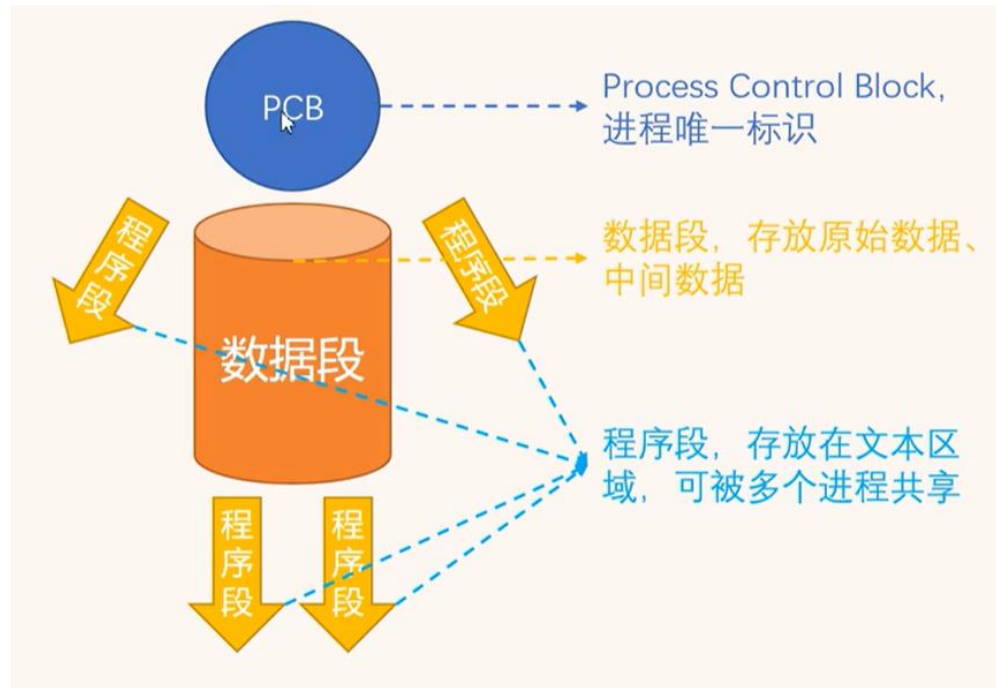 PCB
Process Control Block,
进程唯一标识
程序段
程序段
数据段，存放原始数据、
中间数据
数据段
程序段，存放在文本区
域，可被多个进程共享
程序段
程序段